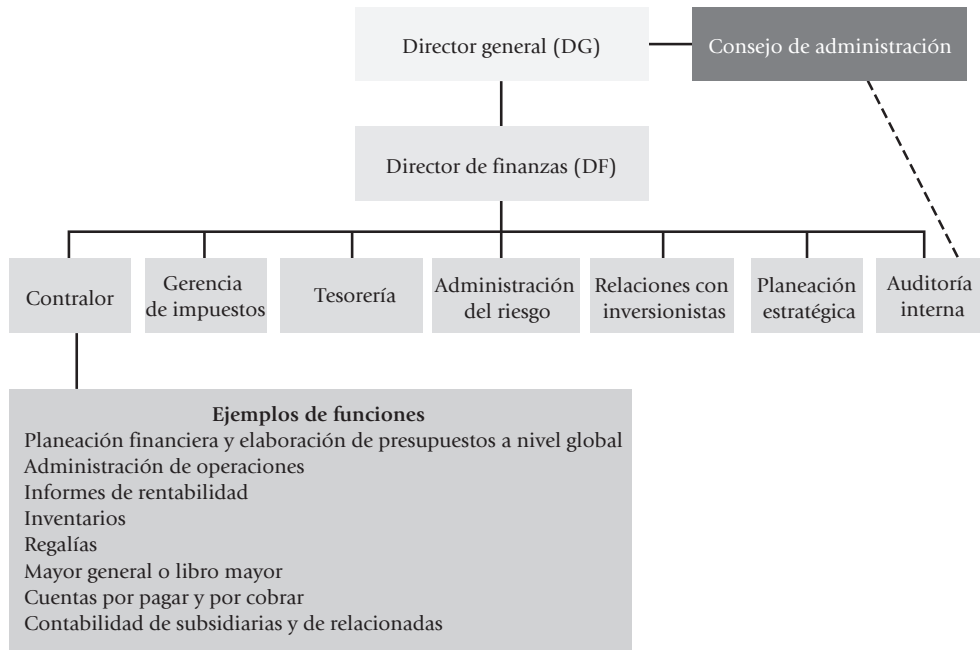 Director general (DG)
Consejo de administración
Director de finanzas (DF)
Contralor
Gerencia
de impuestos
Tesorería
Administración
del riesgo
Relaciones con
inversionistas
Planeación
estratégica
Auditoría
interna
Ejemplos de funciones
Planeación financiera y elaboración de presupuestos a nivel global
Administración de operaciones
Informes de rentabilidad
Inventarios
Regalías
Mayor general o libro mayor
Cuentas por pagar y por cobrar
Contabilidad de subsidiarias y de relacionadas